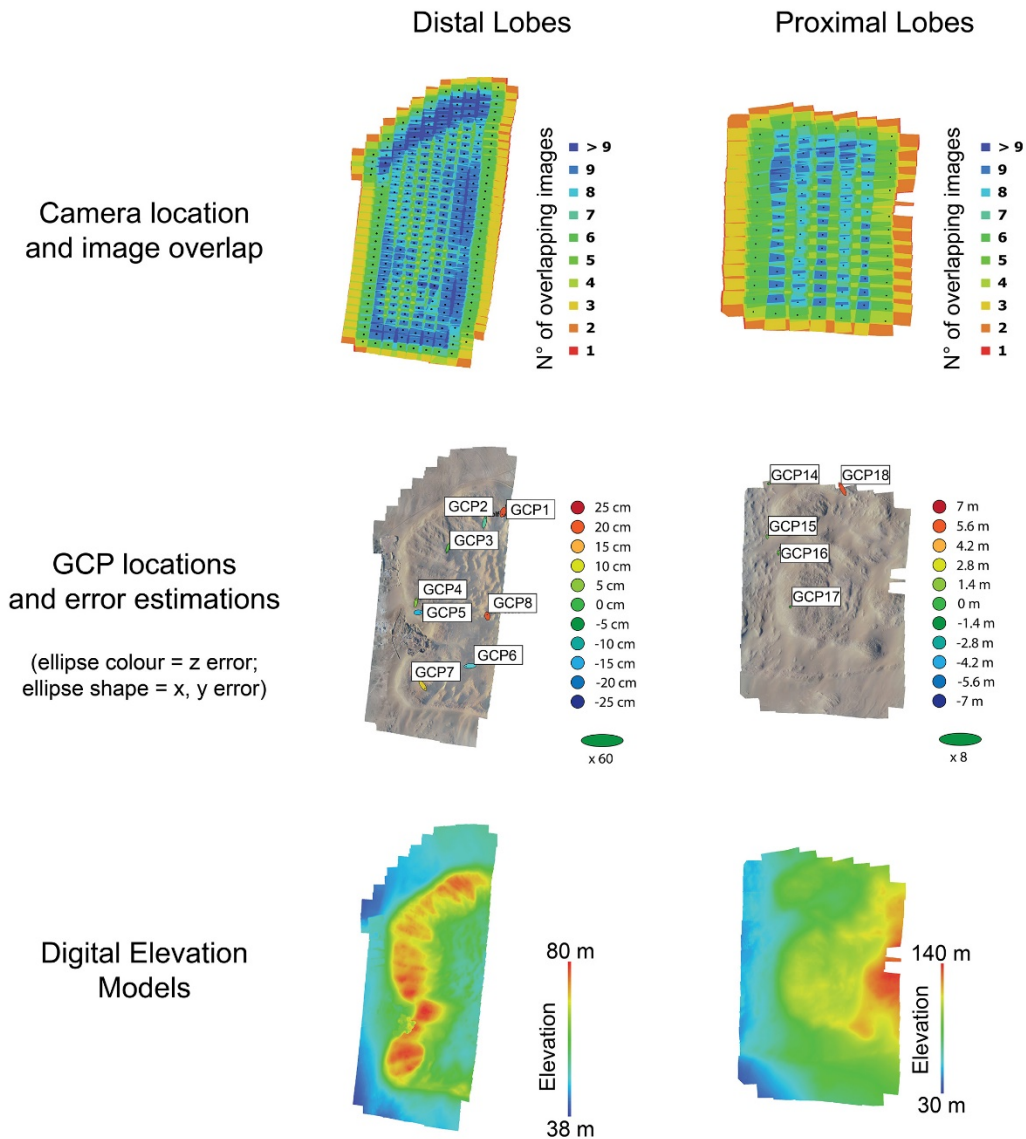 Distal Lobes
Proximal Lobes
Camera location
and image overlap
N° of overlapping images
> 9
9
8
7
6
5
4
3
2
1
N° of overlapping images
> 9
9
8
7
6
5
4
3
2
1
GCP locations
and error estimations
(ellipse colour = z error;
ellipse shape = x, y error)
GCP2
GCP1
GCP3
GCP4
GCP5
GCP8
GCP6
GCP7
25 cm
20 cm
15 cm
10 cm
5 cm
0 cm
-5 cm
-10 cm
-15 cm
-20 cm
-25 cm
x 60
GCP14
GCP18
GCP15
GCP16
GCP17
7 m
5.6 m
4.2 m
2.8 m
1.4 m
0 m
-1.4 m
-2.8 m
-4.2 m
-5.6 m
-7 m
x 8
Digital Elevation
Models
80 m
Elevation
38 m
140 m
Elevation
30 m